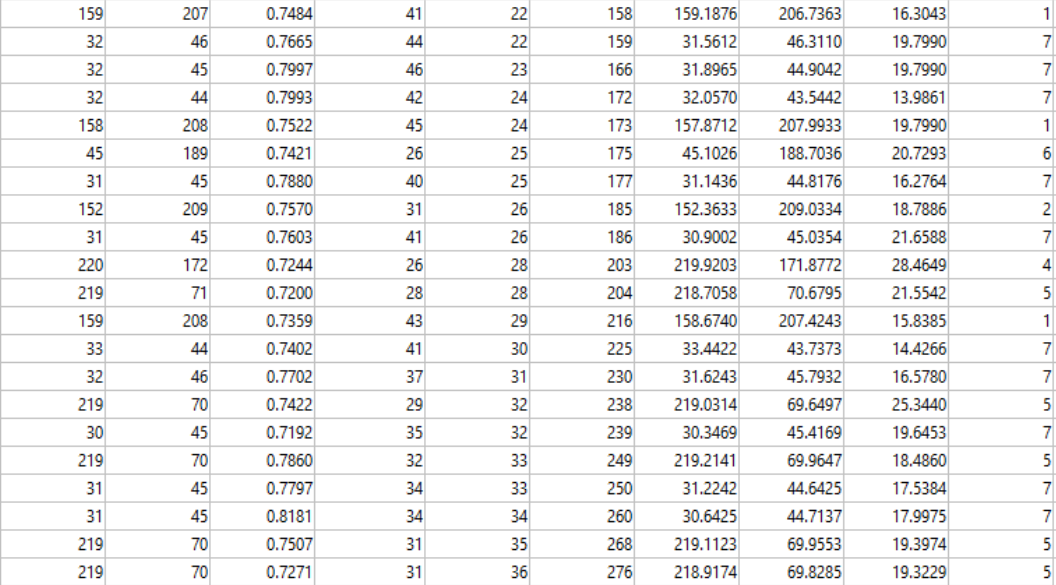 159 207 0.7484 41 22 158 159.1876 206.7363 16.3043 1
32 46 0.7665 44 22 159 31.5612 46.3110 19.7990 7
32 45 0.7997 46 23 166 31.8965 44.9042 19.7990 7
32 44 0.7993 42 24 172 32.0570 43.5442 13.9861 7
158 208 0.7522 45 24 173 157.8712 207.9933 19.7990 1
45 189 0.7421 26 25 175 45.1026 188.7036 20.7293 6
31 45 0.7880 40 25 177 31.1436 44.8176 16.2764 7
152 209 0.7570 31 26 185 152.3633 209.0334 18.7886 2
31 45 0.7603 41 26 186 30.9002 45.0354 21.6588 7
220 172 0.7244 26 28 203 219.9203 171.8772 28.4649 4
219 71 0.7200 28 28 204 218.7058 70.6795 21.5542 5
159 208 0.7359 43 29 216 158.6740 207.4243 15.8385 1
33 44 0.7402 41 30 225 33.4422 43.7373 14.4266 7
32 46 0.7702 37 31 230 31.6243 45.7932 16.5780 7
219 70 0.7422 29 32 238 219.0314 69.6497 25.3440 5
30 45 0.7192 35 32 239 30.3469 45.4169 19.6453 7
219 70 0.7860 32 33 249 219.2141 69.9647 18.4860 5
31 45 0.7797 34 33 250 31.2242 44.6425 17.5384 7
31 45 0.8181 34 34 260 30.6425 44.7137 17.9975 7
219 70 0.7507 31 35 268 219.1123 69.9553 19.3974 5
219 70 0.7271 31 36 276 218.9174 69.8285 19.3229 5